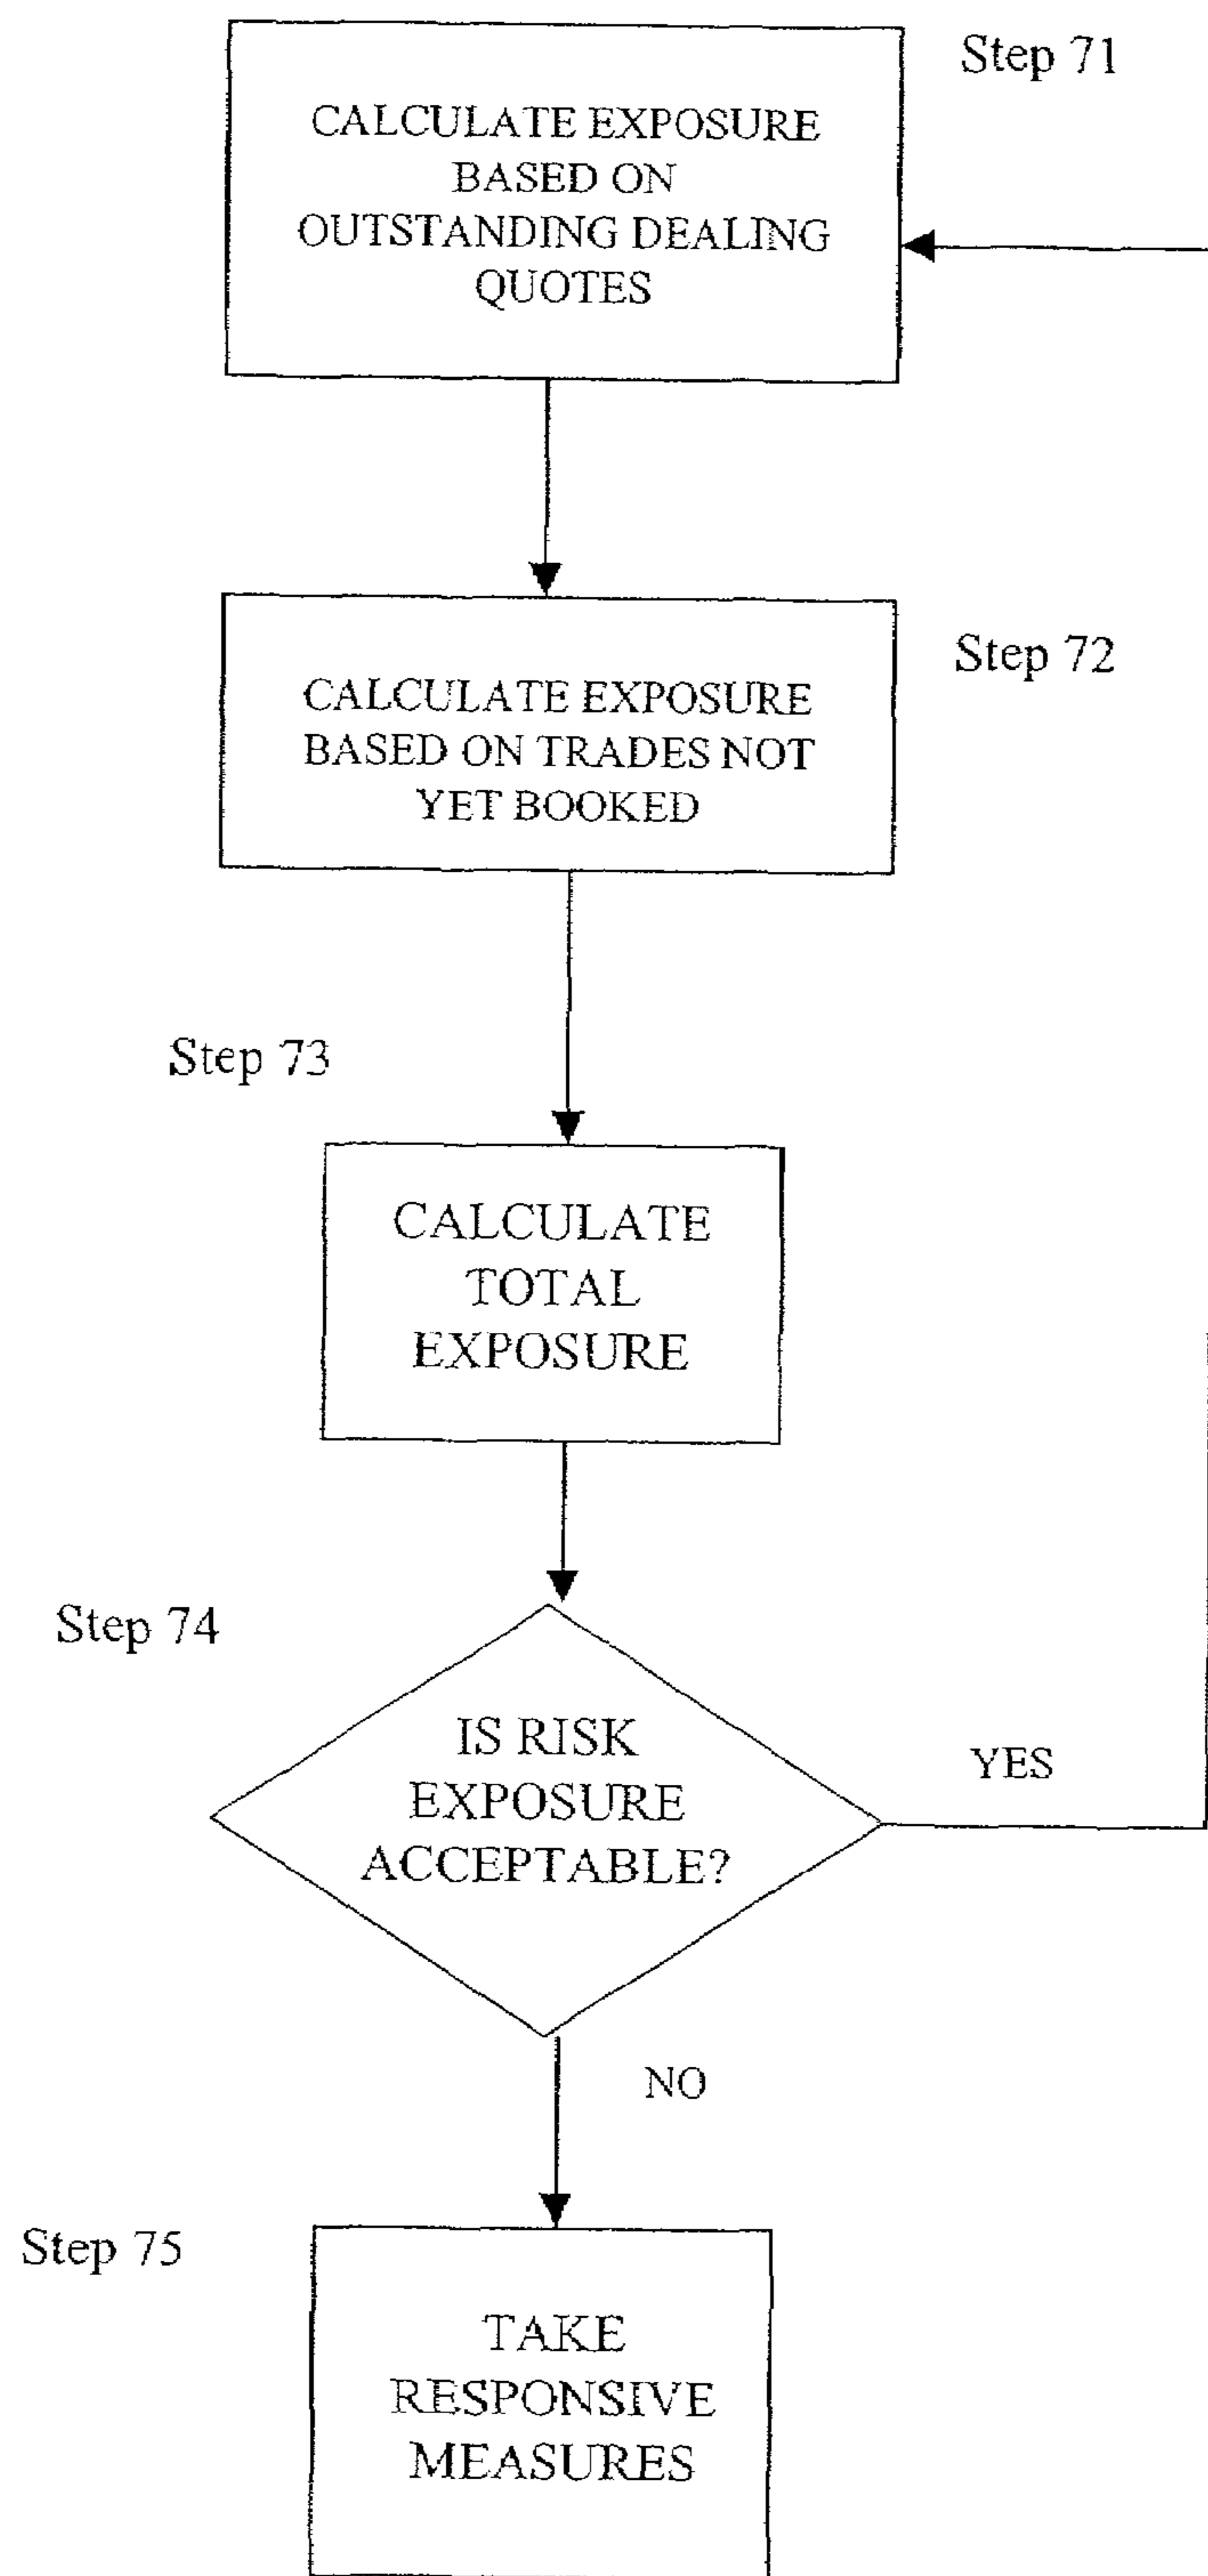 Step 71
CALCULATE EXPOSURE
BASED ON
OUTSTANDING DEALING
QUOTES
Step 72
CALCULATE EXPOSURE
BASED ON TRADES NOT
YET BOOKED
Step 73
CALCULATE
TOTAL
EXPOSURE
Step 74
IS RISK
EXPOSURE
ACCEPTABLE?
YES
NO
Step 75
TAKE
RESPONSIVE
MEASURES